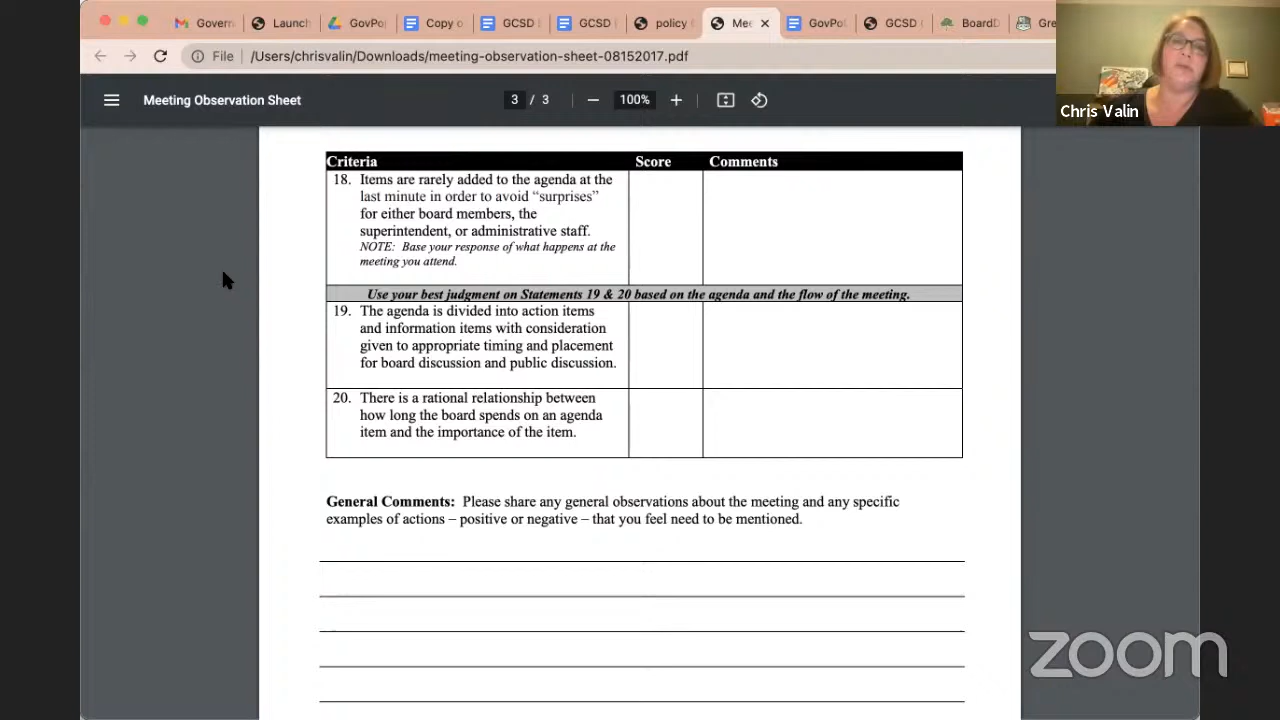 Govern
Launch
GovPo
Copy o
GCSD
GCSD
policy
Mee
GovPol
GCSD
BoardD
Gre
File
/Users/chrisvalin/Downloads/meeting-observation-sheet-08152017.pdf
Meeting Observation Sheet
3 / 3
100%
Chris Valin
Criteria Score Comments
18. Items are rarely added to the agenda at the
last minute in order to avoid “surprises”
for either board members, the
superintendent, or administrative staff.
NOTE: Base your response of what happens at the
meeting you attend.
Use your best judgment on Statements 19 & 20 based on the agenda and the flow of the meeting.
19. The agenda is divided into action items
and information items with consideration
given to appropriate timing and placement
for board discussion and public discussion.
20. There is a rational relationship between
how long the board spends on an agenda
item and the importance of the item.
General Comments: Please share any general observations about the meeting and any specific
examples of actions – positive or negative – that you feel need to be mentioned.
zoom